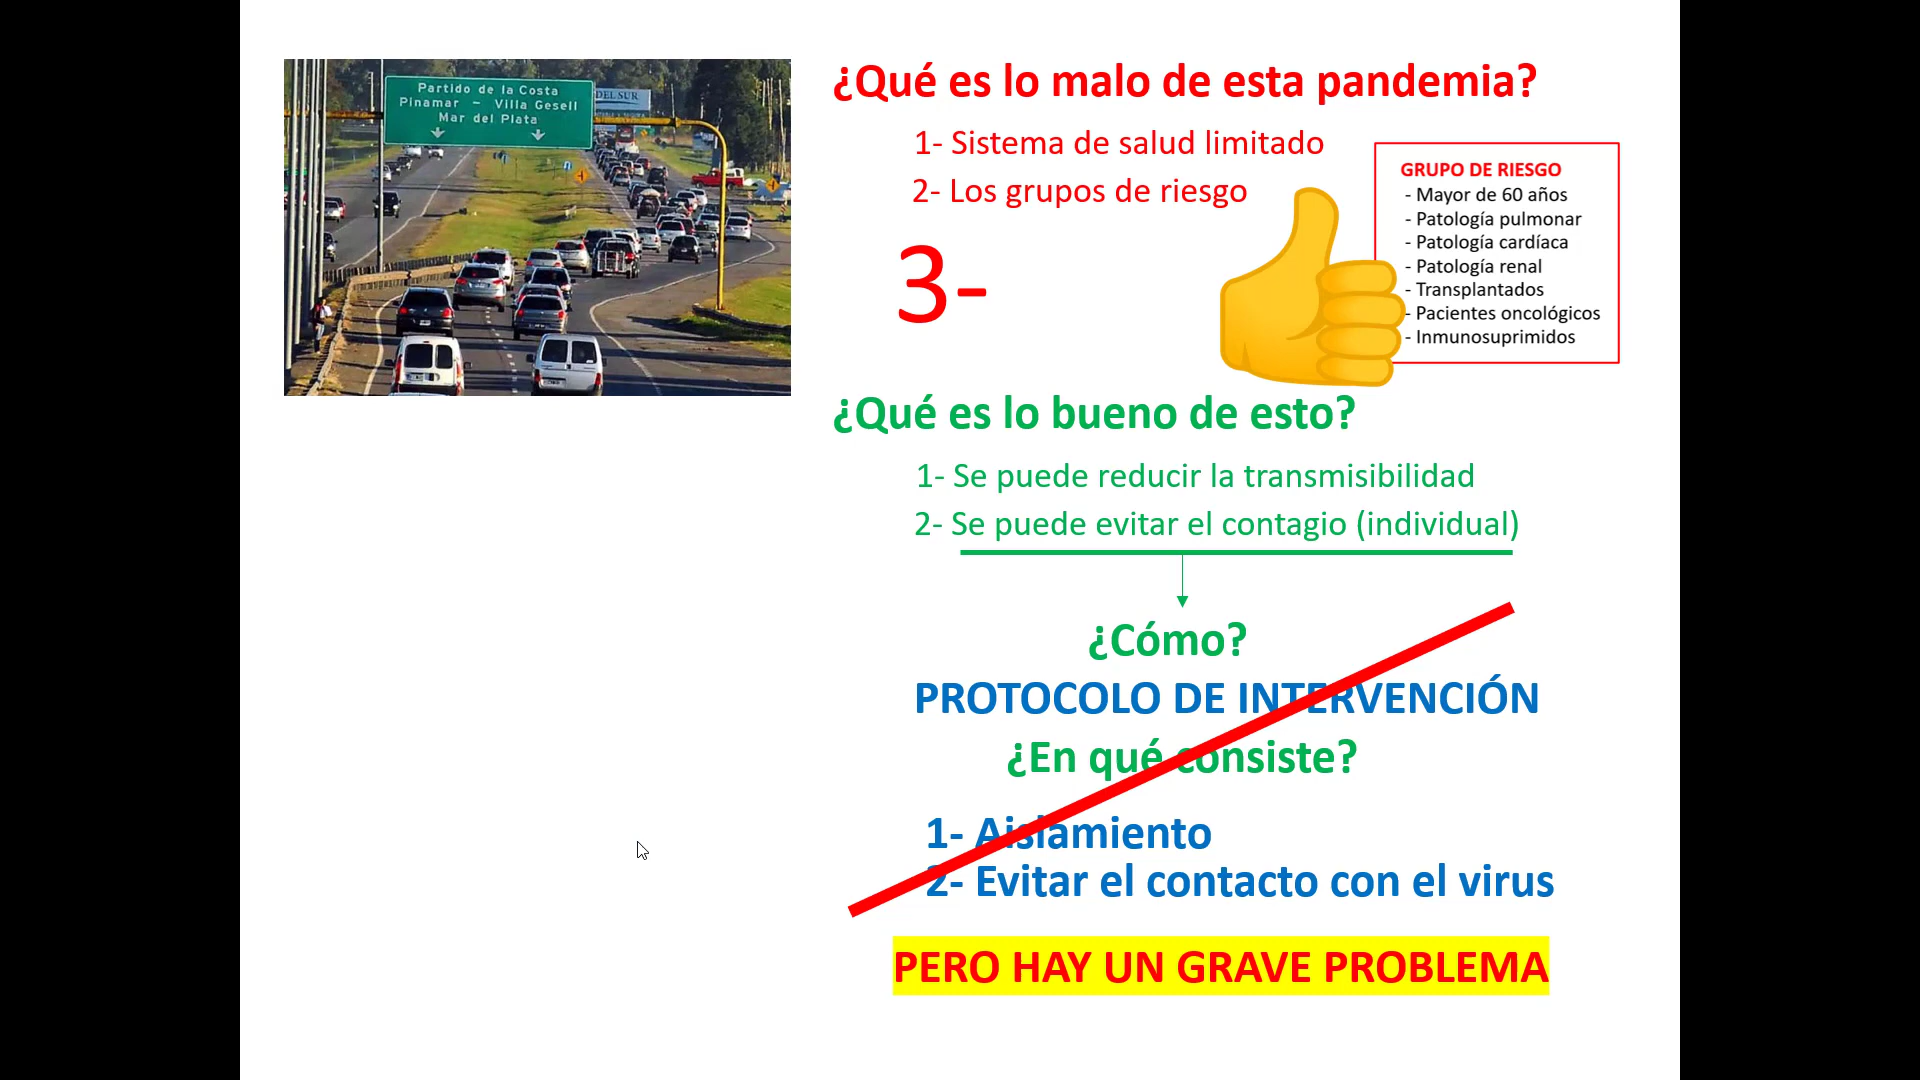 Partido de la Costa
Pinamar - Villa Gesell
Mar del Plata
DEL SUR
¿Qué es lo malo de esta pandemia?
1- Sistema de salud limitado
2- Los grupos de riesgo
3-
GRUPO DE RIESGO
- Mayor de 60 años
- Patología pulmonar
- Patología cardíaca
- Patología renal
- Transplantados
- Pacientes oncológicos
- Inmunosuprimidos
¿Qué es lo bueno de esto?
1- Se puede reducir la transmisibilidad
2- Se puede evitar el contagio (individual)
¿Cómo?
PROTOCOLO DE INTERVENCIÓN
¿En qué consiste?
1- Aislamiento
2- Evitar el contacto con el virus
PERO HAY UN GRAVE PROBLEMA